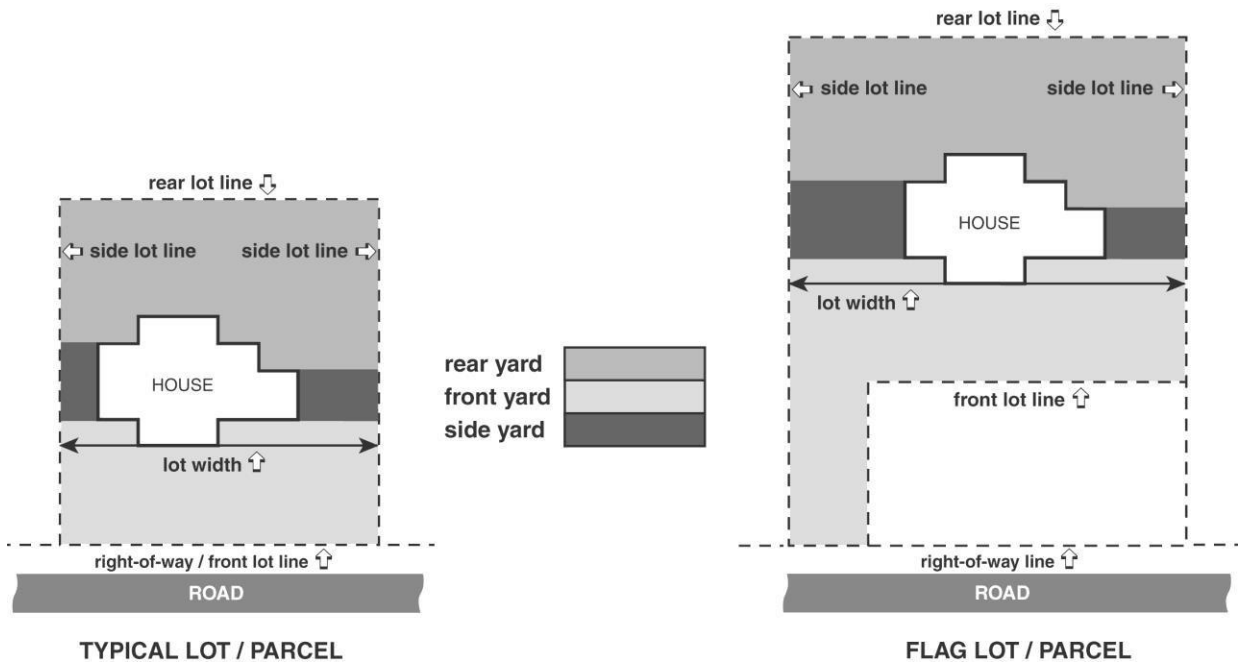 rear lot line
side lot line
side lot line
HOUSE
lot width
right-of-way / front lot line
ROAD
TYPICAL LOT / PARCEL
rear yard
front yard
side yard
rear lot line
side lot line
side lot line
HOUSE
lot width
front lot line
right-of-way line
ROAD
FLAG LOT / PARCEL